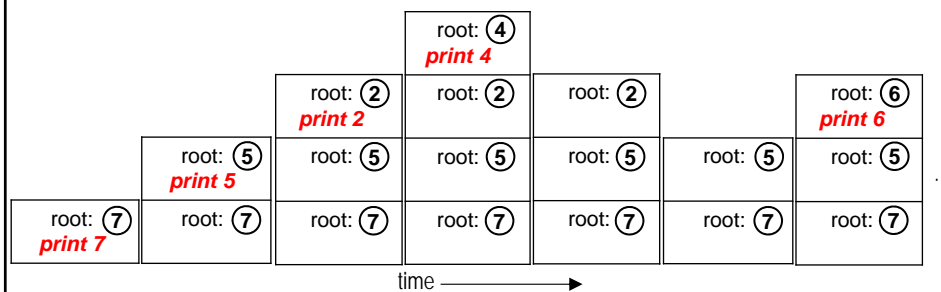 root: 4
print 4
root: 2 root: 2 root: 2 root: 6
print 2 print 6
root: 5 root: 5 root: 5 root: 5 root: 5 root: 5
print 5 .
root: 7 root: 7 root: 7 root: 7 root: 7 root: 7 root: 7
print 7
time